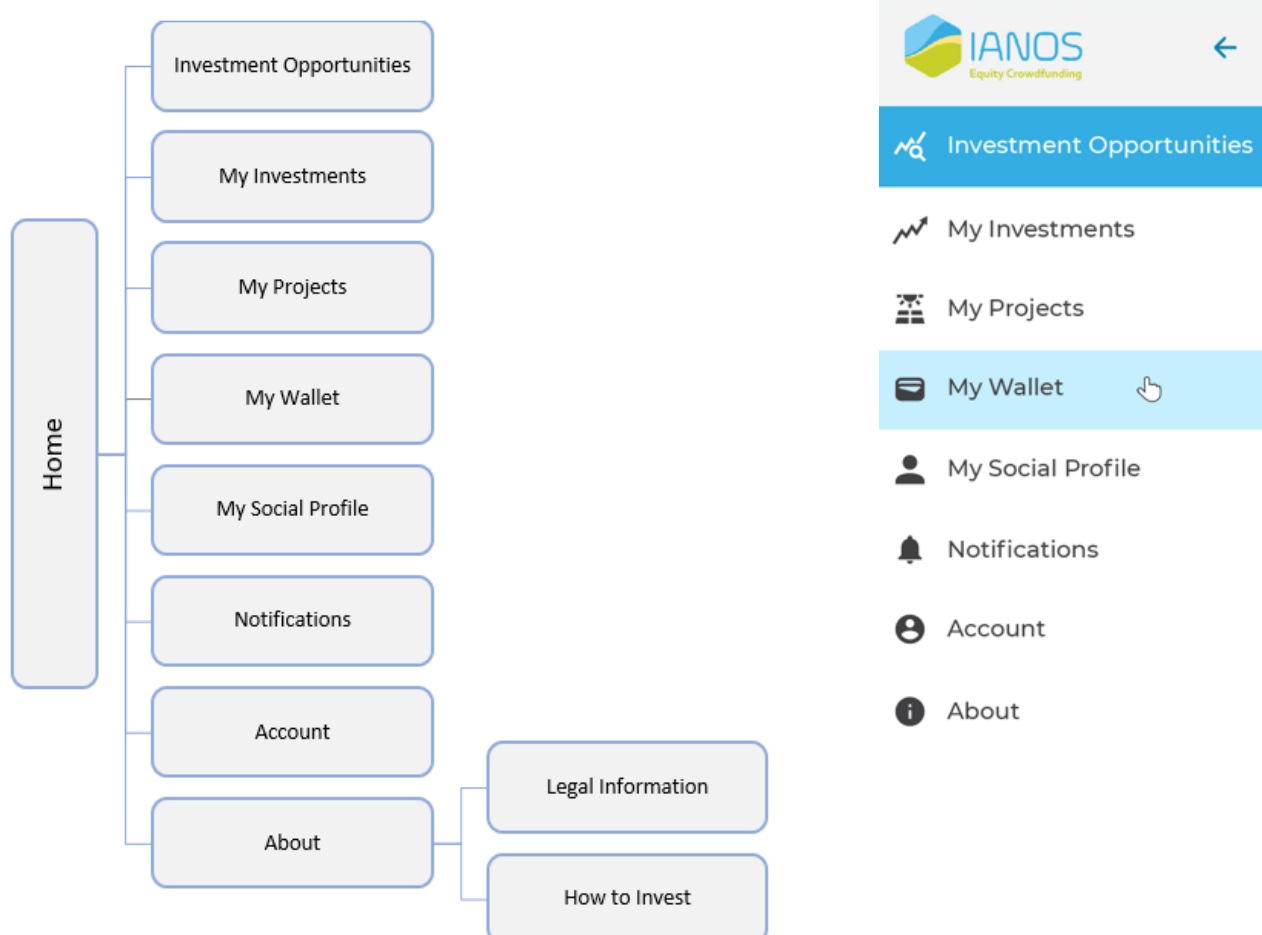 Home
Investment Opportunities
My Investments
My Projects
My Wallet
My Social Profile
Notifications
Account
About
Legal Information
How to Invest
IANOS
Equity Crowdfunding
Investment Opportunities
My Investments
My Projects
My Wallet
My Social Profile
Notifications
Account
About